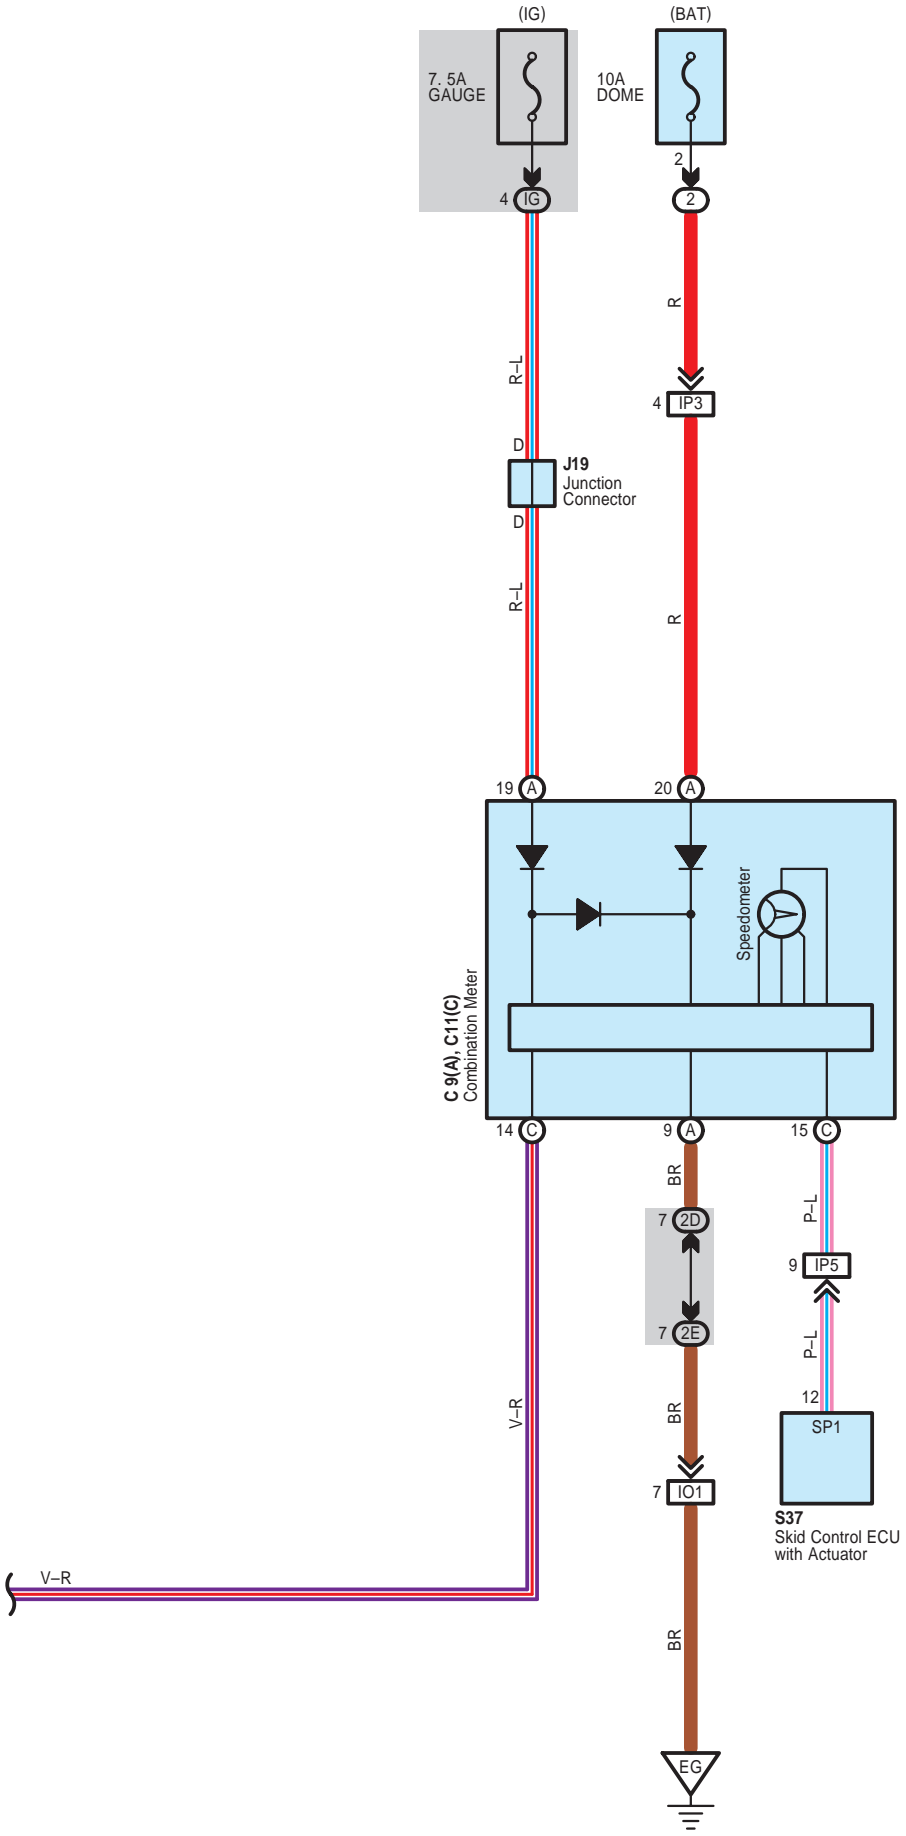 (IG)
(BAT)
7. 5A
GAUGE
10A
DOME
2
4
IG
2
R
R–L
4
IP3
D
J19
Junction
Connector
D
R–L
R
19
A
20
A
Speedometer
C 9(A), C11(C)
Combination Meter
14
C
9
A
15
C
BR
P–L
7
2D
9
IP5
7
2E
P–L
V–R
BR
12
SP1
7
IO1
S37
Skid Control ECU
with Actuator
V–R
BR
EG